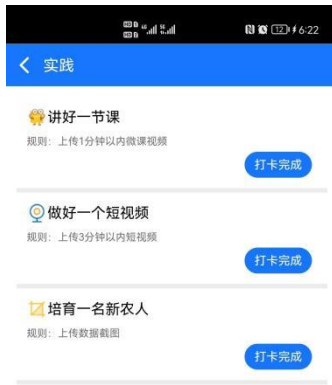 12 6:22
实践
讲好一节课
规则：上传1分钟以内微课视频
打卡完成
做好一个短视频
规则：上传3分钟以内短视频
打卡完成
培育一名新农人
规则：上传数据截图
打卡完成